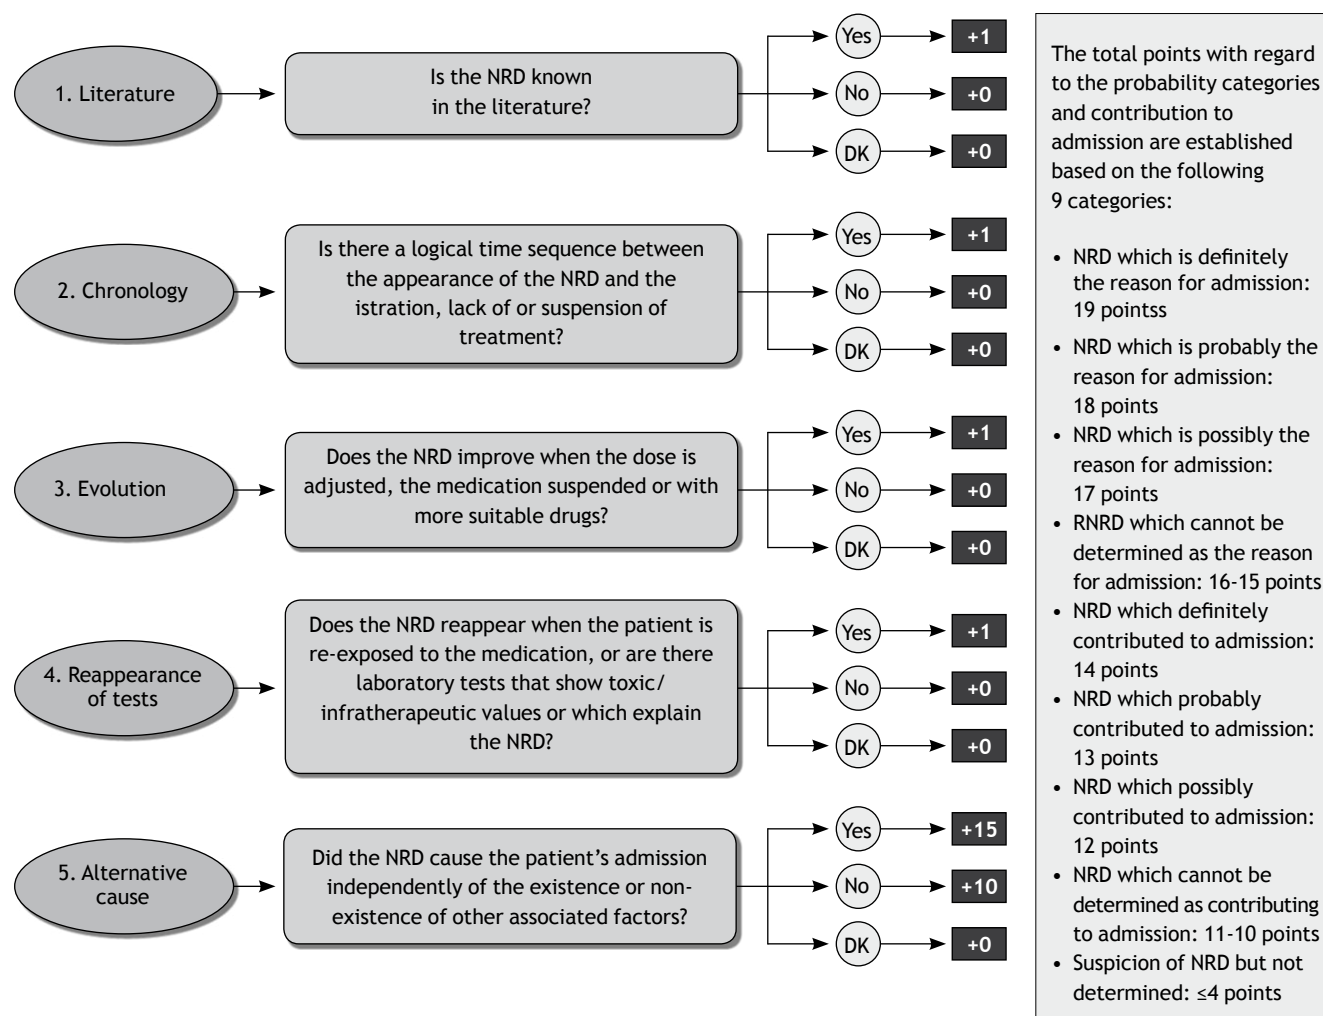 1. Literature
Is the NRD known
in the literature?
Yes
+1
No
+0
DK
+0
2. Chronology
Is there a logical time sequence between
the appearance of the NRD and the
istration, lack of or suspension of
treatment?
Yes
+1
No
+0
DK
+0
3. Evolution
Does the NRD improve when the dose is
adjusted, the medication suspended or with
more suitable drugs?
Yes
+1
No
+0
DK
+0
4. Reappearance
of tests
Does the NRD reappear when the patient is
re-exposed to the medication, or are there
laboratory tests that show toxic/
infratherapeutic values or which explain
the NRD?
Yes
+1
No
+0
DK
+0
5. Alternative
cause
Did the NRD cause the patient’s admission
independently of the existence or non-
existence of other associated factors?
Yes
+15
No
+10
DK
+0
The total points with regard
to the probability categories
and contribution to
admission are established
based on the following
9 categories:
• NRD which is definitely
the reason for admission:
19 pointss
• NRD which is probably the
reason for admission:
18 points
• NRD which is possibly the
reason for admission:
17 points
• RNRD which cannot be
determined as the reason
for admission: 16-15 points
• NRD which definitely
contributed to admission:
14 points
• NRD which probably
contributed to admission:
13 points
• NRD which possibly
contributed to admission:
12 points
• NRD which cannot be
determined as contributing
to admission: 11-10 points
• Suspicion of NRD but not
determined: ≤4 points